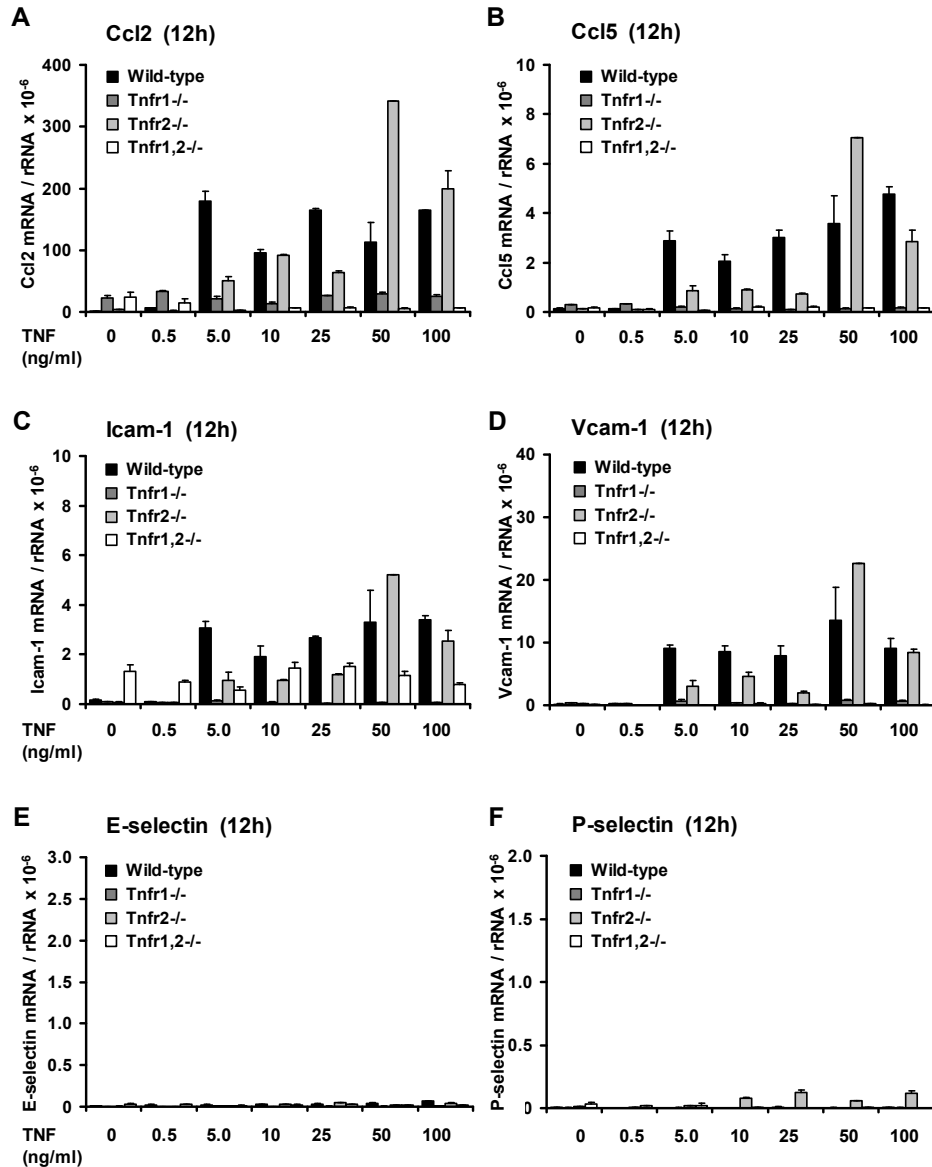 A
Ccl2 (12h)
Ccl2 mRNA / rRNA x 10⁻⁶
400
300
200
100
0
Wild-type
Tnfr1-/-
Tnfr2-/-
Tnfr1,2-/-
TNF
(ng/ml)
0 0.5 5.0 10 25 50 100
B
Ccl5 (12h)
Ccl5 mRNA / rRNA x 10⁻⁶
10
8
6
4
2
0
Wild-type
Tnfr1-/-
Tnfr2-/-
Tnfr1,2-/-
0 0.5 5.0 10 25 50 100
C
Icam-1 (12h)
Icam-1 mRNA / rRNA x 10⁻⁶
10
8
6
4
2
0
Wild-type
Tnfr1-/-
Tnfr2-/-
Tnfr1,2-/-
TNF
(ng/ml)
0 0.5 5.0 10 25 50 100
D
Vcam-1 (12h)
Vcam-1 mRNA / rRNA x 10⁻⁶
40
30
20
10
0
Wild-type
Tnfr1-/-
Tnfr2-/-
Tnfr1,2-/-
0 0.5 5.0 10 25 50 100
E
E-selectin (12h)
E-selectin mRNA / rRNA x 10⁻⁶
3.0
2.5
2.0
1.5
1.0
0.5
0
Wild-type
Tnfr1-/-
Tnfr2-/-
Tnfr1,2-/-
TNF
(ng/ml)
0 0.5 5.0 10 25 50 100
F
P-selectin (12h)
P-selectin mRNA / rRNA x 10⁻⁶
2.0
1.5
1.0
0.5
0
Wild-type
Tnfr1-/-
Tnfr2-/-
Tnfr1,2-/-
0 0.5 5.0 10 25 50 100